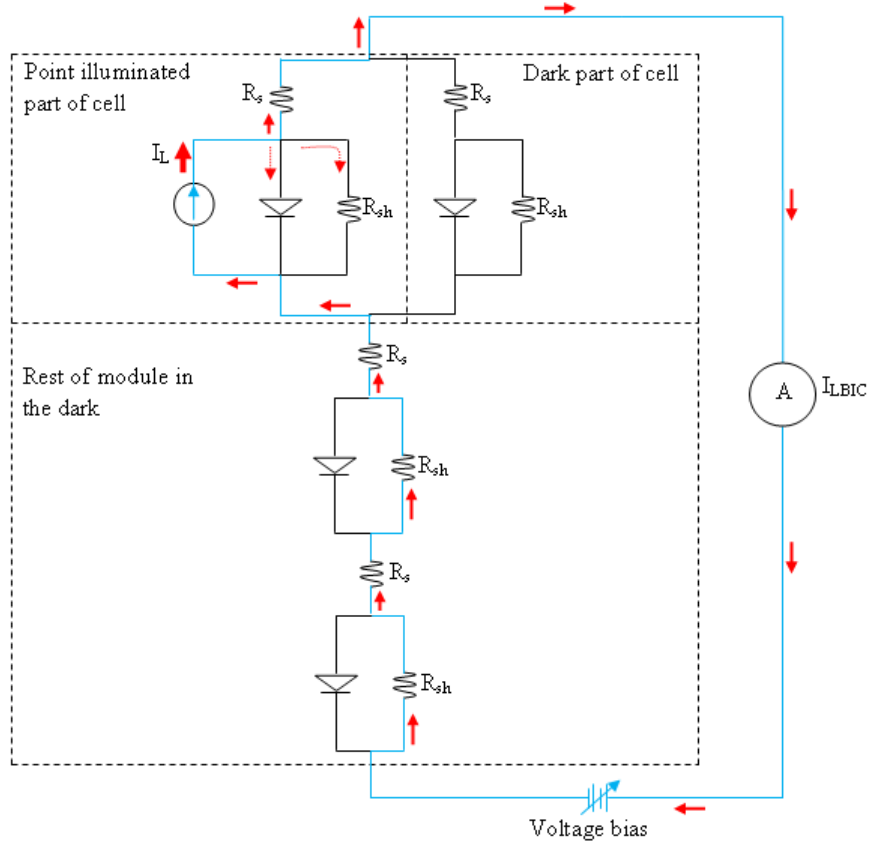 Point illuminated
part of cell
Dark part of cell
Rs
Rs
IL
Rsh
Rsh
Rs
Rest of module in
the dark
A
ILBIC
Rsh
Rs
Rsh
Voltage bias